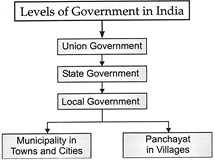 Levels of Government in India
Union Government
State Government
Local Government
Municipality in
Towns and Cities
Panchayat
in Villages